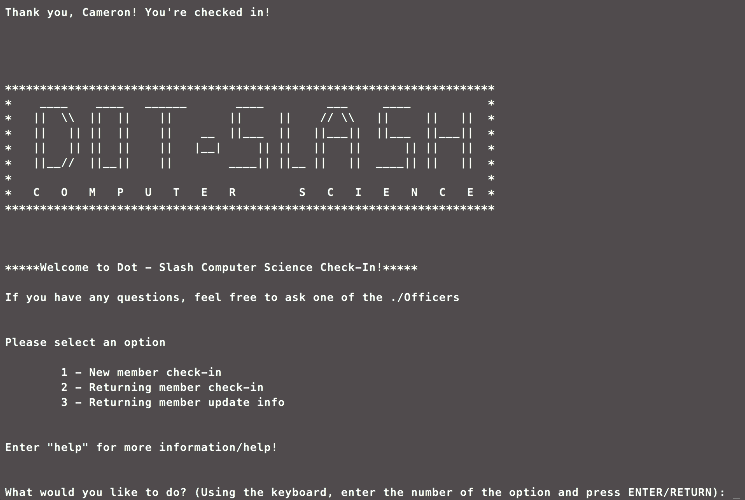 Thank you, Cameron! You're checked in!
**********************************************************************
DOT-SLASH
* C O M P U T E R   S C I E N C E *
**********************************************************************
*****Welcome to Dot - Slash Computer Science Check-In!*****
If you have any questions, feel free to ask one of the ./Officers
Please select an option
1 - New member check-in
2 - Returning member check-in
3 - Returning member update info
Enter "help" for more information/help!
What would you like to do? (Using the keyboard, enter the number of the option and press ENTER/RETURN): _